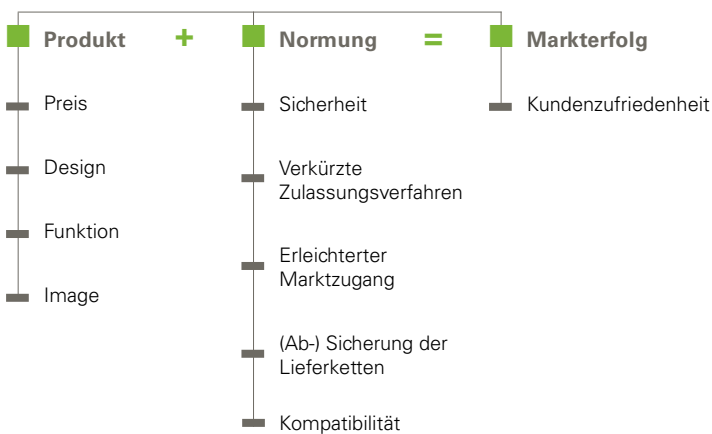 Produkt + Normung = Markterfolg
Preis
Design
Funktion
Image
Sicherheit
Verkürzte
Zulassungsverfahren
Erleichterter
Marktzugang
(Ab-) Sicherung der
Lieferketten
Kompatibilität
Kundenzufriedenheit